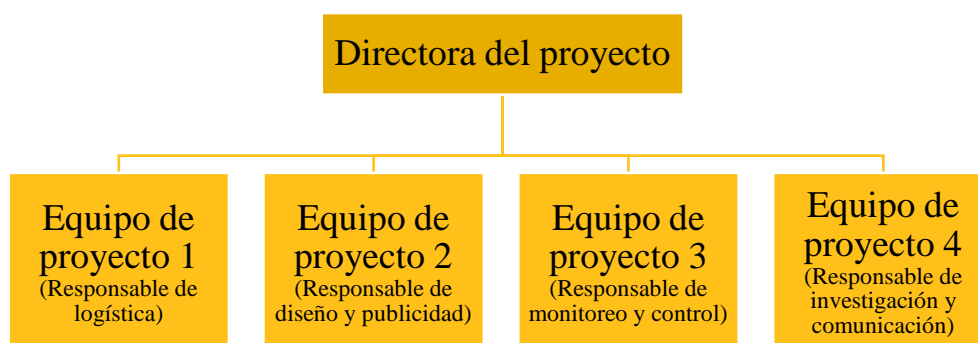 Directora del proyecto
Equipo de
proyecto 1
(Responsable de
logística)
Equipo de
proyecto 2
(Responsable de
diseño y publicidad)
Equipo de
proyecto 3
(Responsable de
monitoreo y control)
Equipo de
proyecto 4
(Responsable de
investigación y
comunicación)